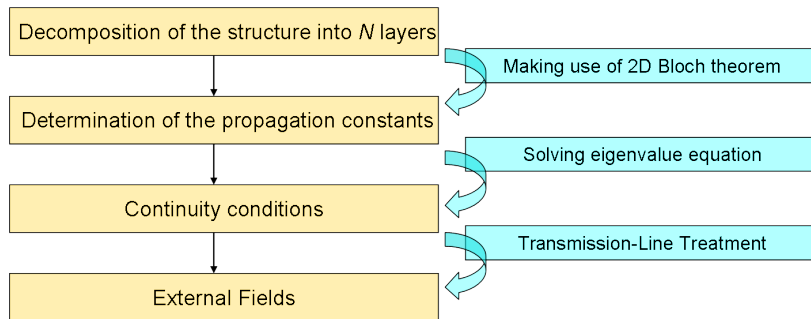 Decomposition of the structure into N layers
Making use of 2D Bloch theorem
Determination of the propagation constants
Solving eigenvalue equation
Continuity conditions
Transmission-Line Treatment
External Fields